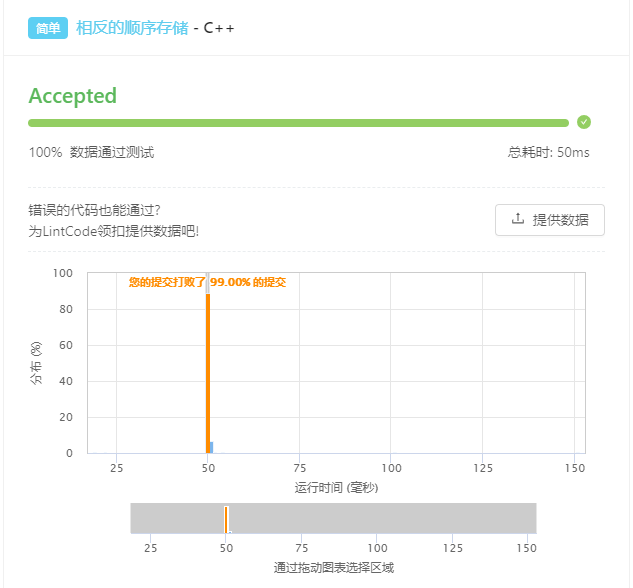 简单 相反的顺序存储 - C++
Accepted
100% 数据通过测试 总耗时: 50ms
错误的代码也能通过?
为LintCode领扣提供数据吧!
提供数据
您的提交打败了 99.00% 的提交
100
80
60
40
20
0
分布 (%)
25 50 75 100 125 150
运行时间 (毫秒)
25 50 75 100 125 150
通过拖动图表选择区域